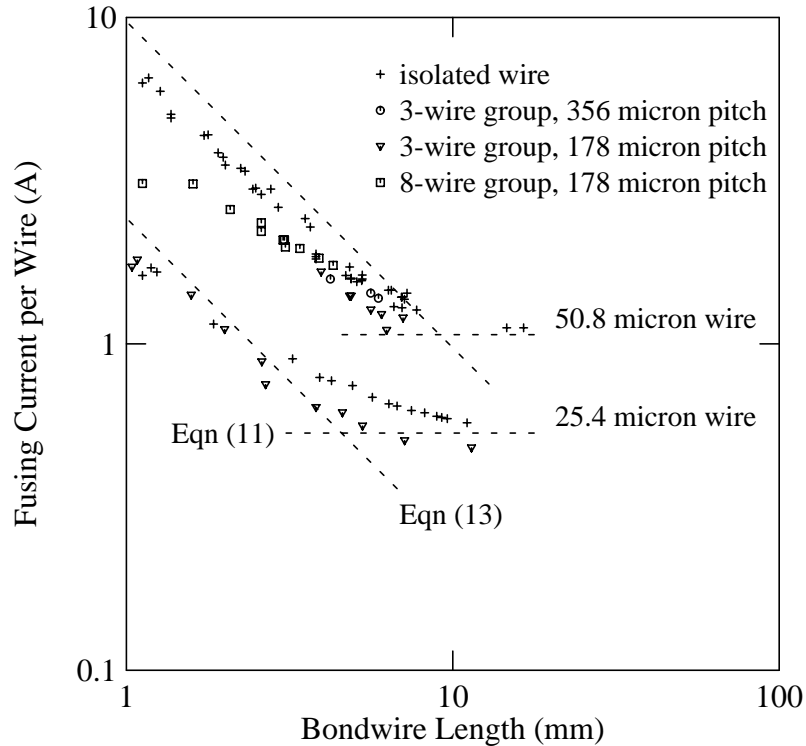 10
isolated wire
3-wire group, 356 micron pitch
3-wire group, 178 micron pitch
8-wire group, 178 micron pitch
Fusing Current per Wire (A)
50.8 micron wire
1
25.4 micron wire
Eqn (11)
Eqn (13)
0.1
1
10
100
Bondwire Length (mm)